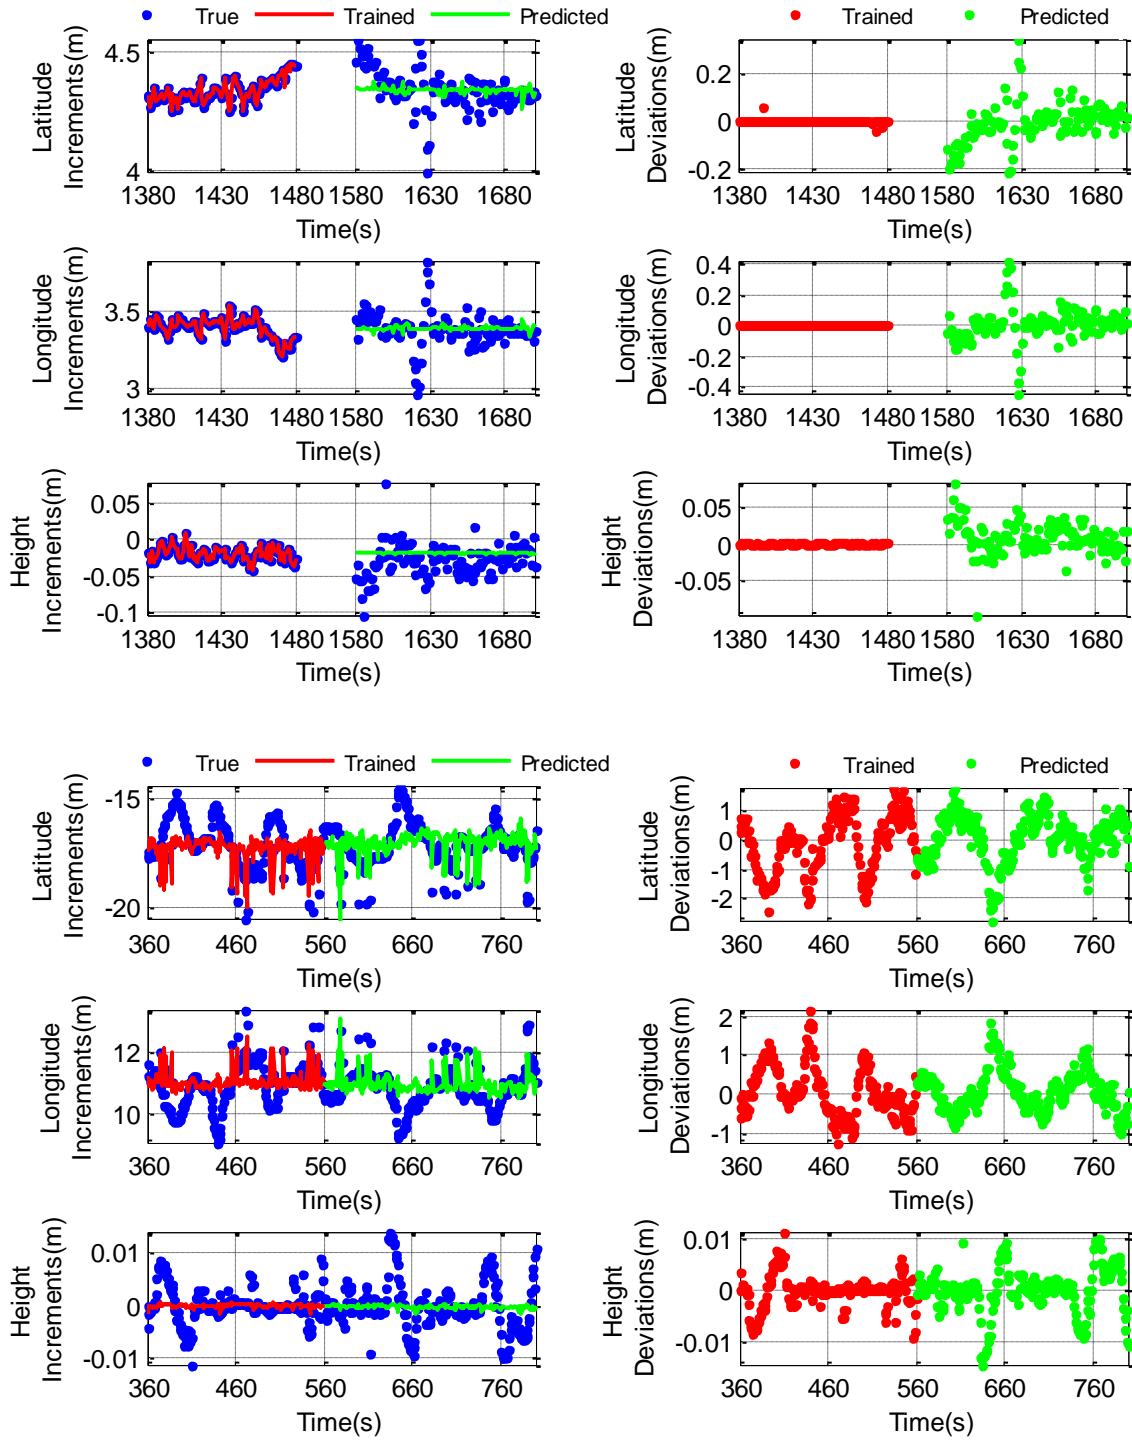 True Trained Predicted
Trained Predicted
4.5
4
Latitude
Increments(m)
1380 1430 1480 1580 1630 1680
Time(s)
0.2
0
-0.2
Latitude
Deviations(m)
1380 1430 1480 1580 1630 1680
Time(s)
3.5
3
Longitude
Increments(m)
1380 1430 1480 1580 1630 1680
Time(s)
0.4
0.2
0
-0.2
-0.4
Longitude
Deviations(m)
1380 1430 1480 1580 1630 1680
Time(s)
0.05
0
-0.05
-0.1
Height
Increments(m)
1380 1430 1480 1580 1630 1680
Time(s)
0.05
0
-0.05
Height
Deviations(m)
1380 1430 1480 1580 1630 1680
Time(s)
True Trained Predicted
Trained Predicted
-15
-20
Latitude
Increments(m)
360 460 560 660 760
Time(s)
1
0
-1
-2
Latitude
Deviations(m)
360 460 560 660 760
Time(s)
12
10
Longitude
Increments(m)
360 460 560 660 760
Time(s)
2
1
0
-1
Longitude
Deviations(m)
360 460 560 660 760
Time(s)
0.01
0
-0.01
Height
Increments(m)
360 460 560 660 760
Time(s)
0.01
0
-0.01
Height
Deviations(m)
360 460 560 660 760
Time(s)